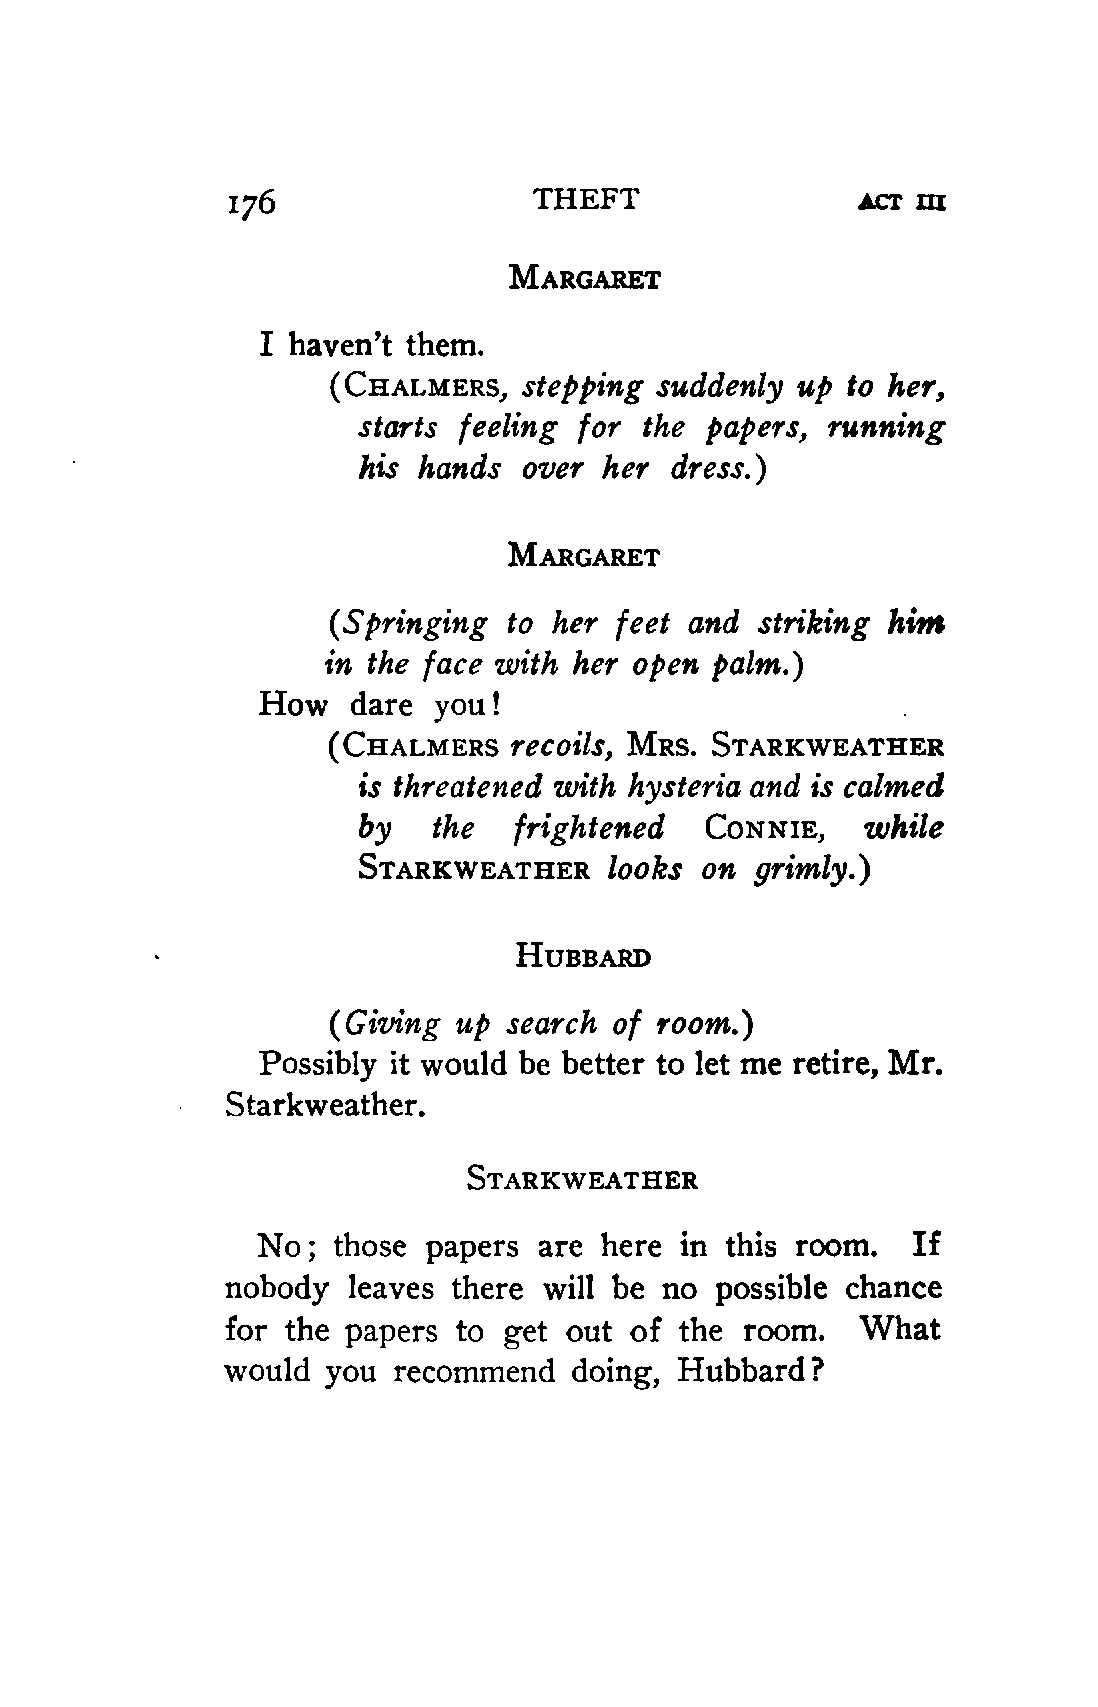 176 THEFT ACT III
MARGARET
I haven't them.
(CHALMERS, stepping suddenly up to her,
starts feeling for the papers, running
his hands over her dress.)
MARGARET
(Springing to her feet and striking him
in the face with her open palm.)
How dare you!
(CHALMERS recoils, MRS. STARKWEATHER
is threatened with hysteria and is calmed
by the frightened CONNIE, while
STARKWEATHER looks on grimly.)
HUBBARD
(Giving up search of room.)
Possibly it would be better to let me retire, Mr.
Starkweather.
STARKWEATHER
No; those papers are here in this room. If
nobody leaves there will be no possible chance
for the papers to get out of the room. What
would you recommend doing, Hubbard?